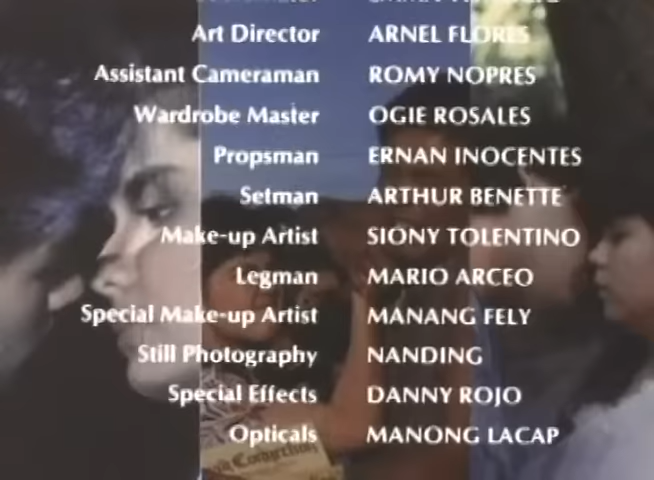 Art Director ARNEL FLORES
Assistant Cameraman ROMY NOPRES
Wardrobe Master OGIE ROSALES
Propsman ERNAN INOCENTES
Setman ARTHUR BENETTE
Make-up Artist SIONY TOLENTINO
Legman MARIO ARCEO
Special Make-up Artist MANANG FELY
Still Photography NANDING
Special Effects DANNY ROJO
Opticals MANONG LACAP